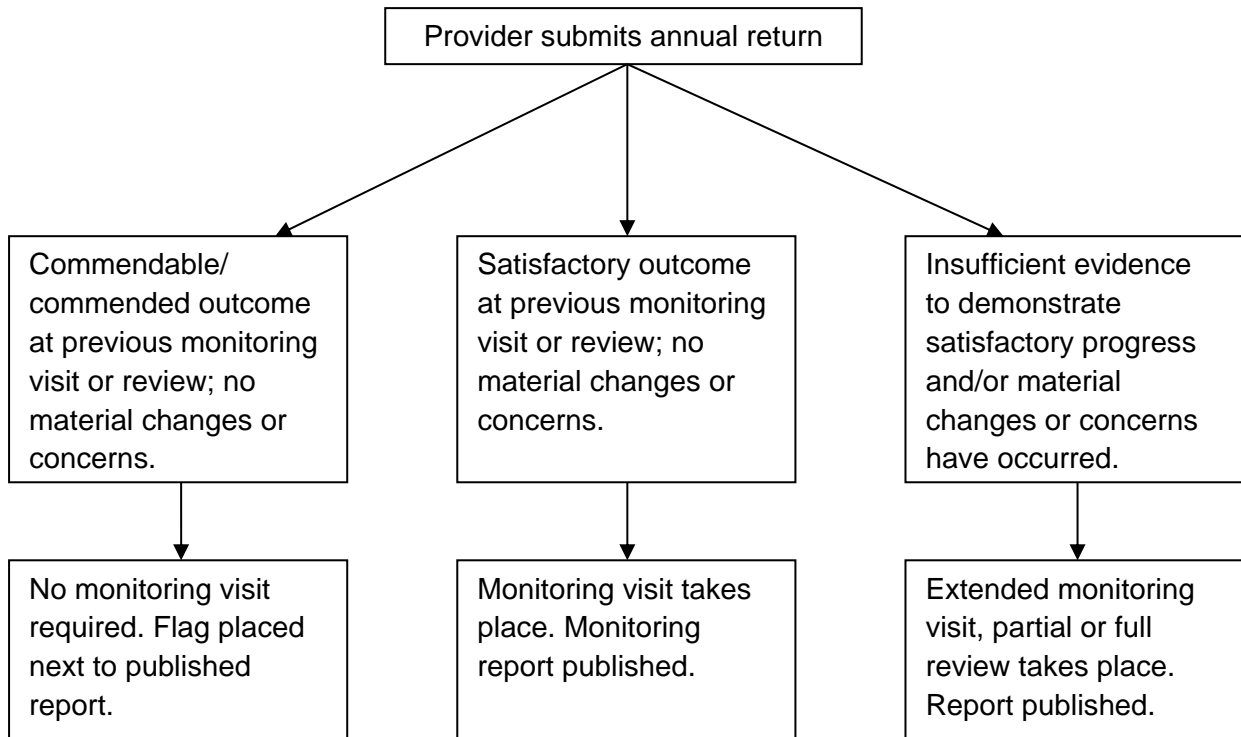 Provider submits annual return
Commendable/
commended outcome
at previous monitoring
visit or review; no
material changes or
concerns.
Satisfactory outcome
at previous monitoring
visit or review; no
material changes or
concerns.
Insufficient evidence
to demonstrate
satisfactory progress
and/or material
changes or concerns
have occurred.
No monitoring visit
required. Flag placed
next to published
report.
Monitoring visit takes
place. Monitoring
report published.
Extended monitoring
visit, partial or full
review takes place.
Report published.